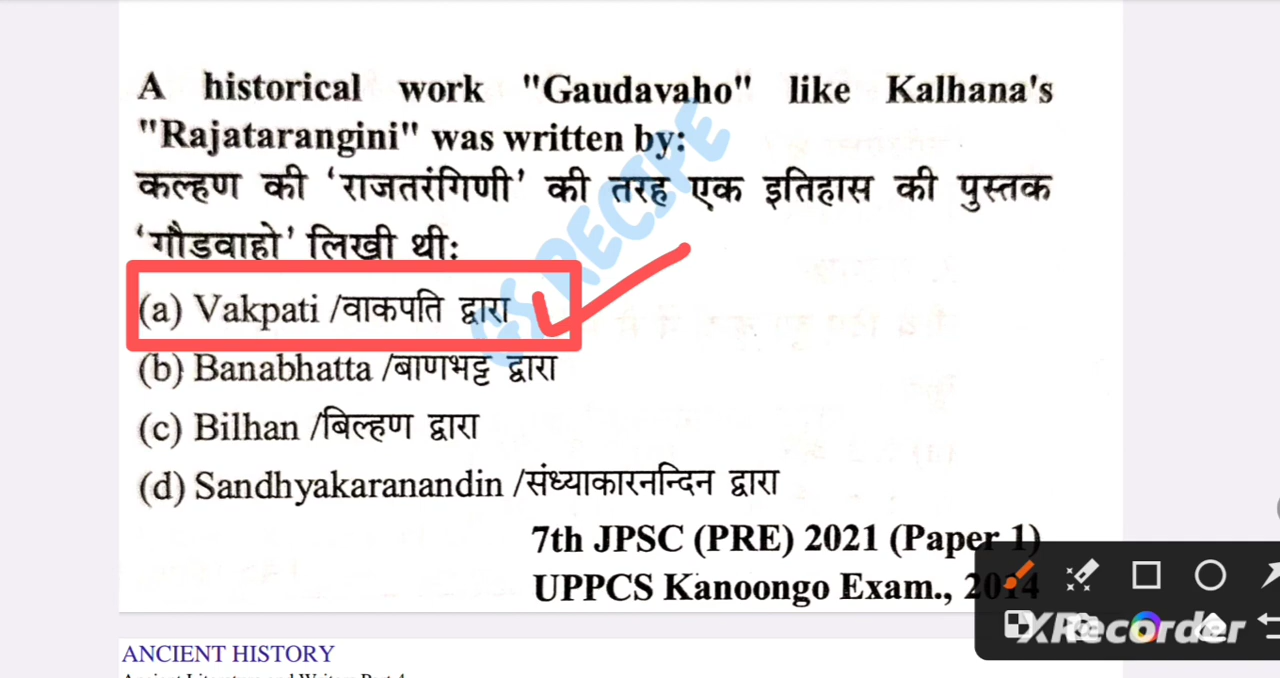 A historical work "Gaudavaho" like Kalhana's
"Rajatarangini" was written by:
कल्हण की ‘राजतरंगिणी’ की तरह एक इतिहास की पुस्तक
‘गौडवाहो’ लिखी थी:
(a) Vakpati /वाकपति द्वारा
(b) Banabhatta /बाणभट्ट द्वारा
(c) Bilhan /बिल्हण द्वारा
(d) Sandhyakaranandin /संध्याकारनन्दिन द्वारा
GS RECIPE
7th JPSC (PRE) 2021 (Paper 1)
UPPCS Kanoongo Exam., 2014
XRecorder
ANCIENT HISTORY